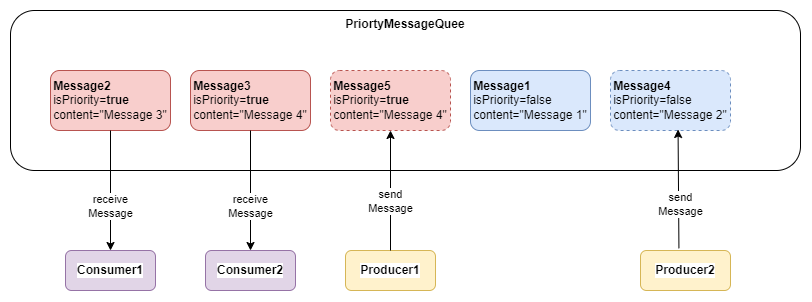 PriortyMessageQuee
Message2
isPriority=true
content="Message 3"
Message3
isPriority=true
content="Message 4"
Message5
isPriority=true
content="Message 4"
Message1
isPriority=false
content="Message 1"
Message4
isPriority=false
content="Message 2"
receive
Message
receive
Message
send
Message
send
Message
Consumer1
Consumer2
Producer1
Producer2